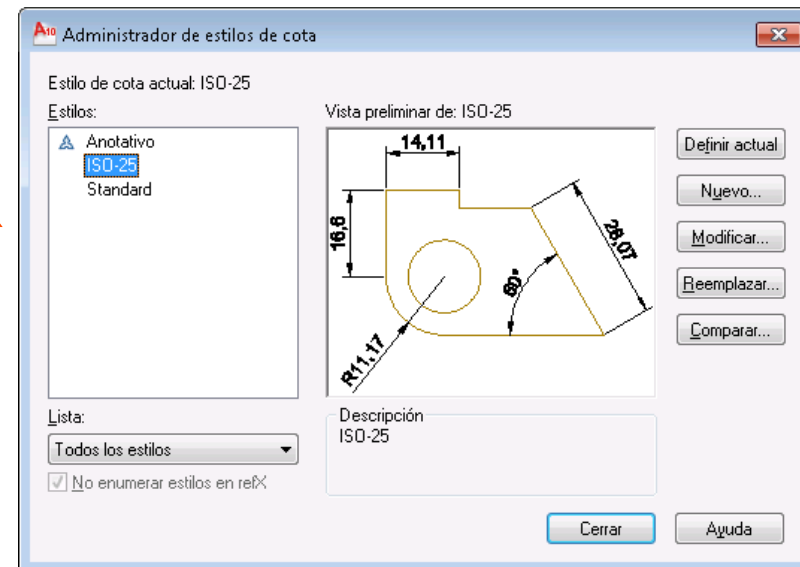 A10 Administrador de estilos de cota
Estilo de cota actual: ISO-25
Estilos:
Anotativo
ISO-25
Standard
Lista:
Todos los estilos
No enumerar estilos en refX
Vista preliminar de: ISO-25
14,11
16,6
28,07
60°
R11,17
Descripción
ISO-25
Definir actual
Nuevo...
Modificar...
Reemplazar...
Comparar...
Cerrar
Ayuda